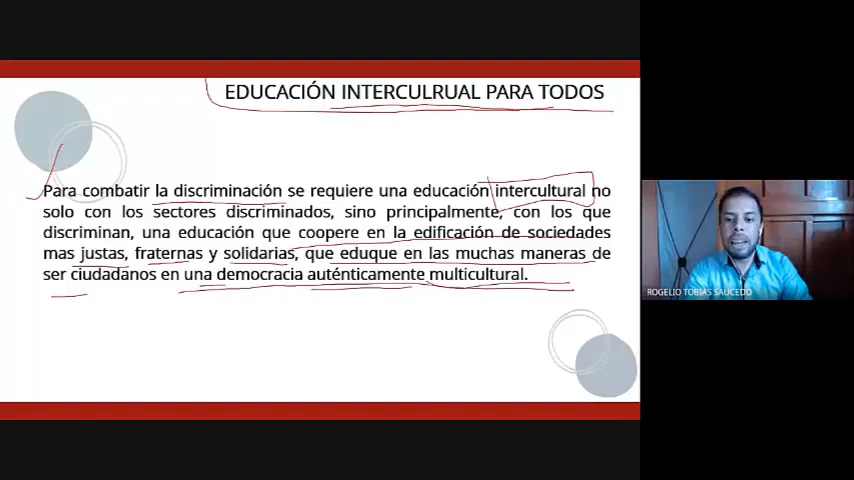 EDUCACIÓN INTERCULRUAL PARA TODOS
Para combatir la discriminación se requiere una educación intercultural no
solo con los sectores discriminados, sino principalmente, con los que
discriminan, una educación que coopere en la edificación de sociedades
mas justas, fraternas y solidarias, que eduque en las muchas maneras de
ser ciudadanos en una democracia auténticamente multicultural.
ROGELIO TOBIAS SAUCEDO